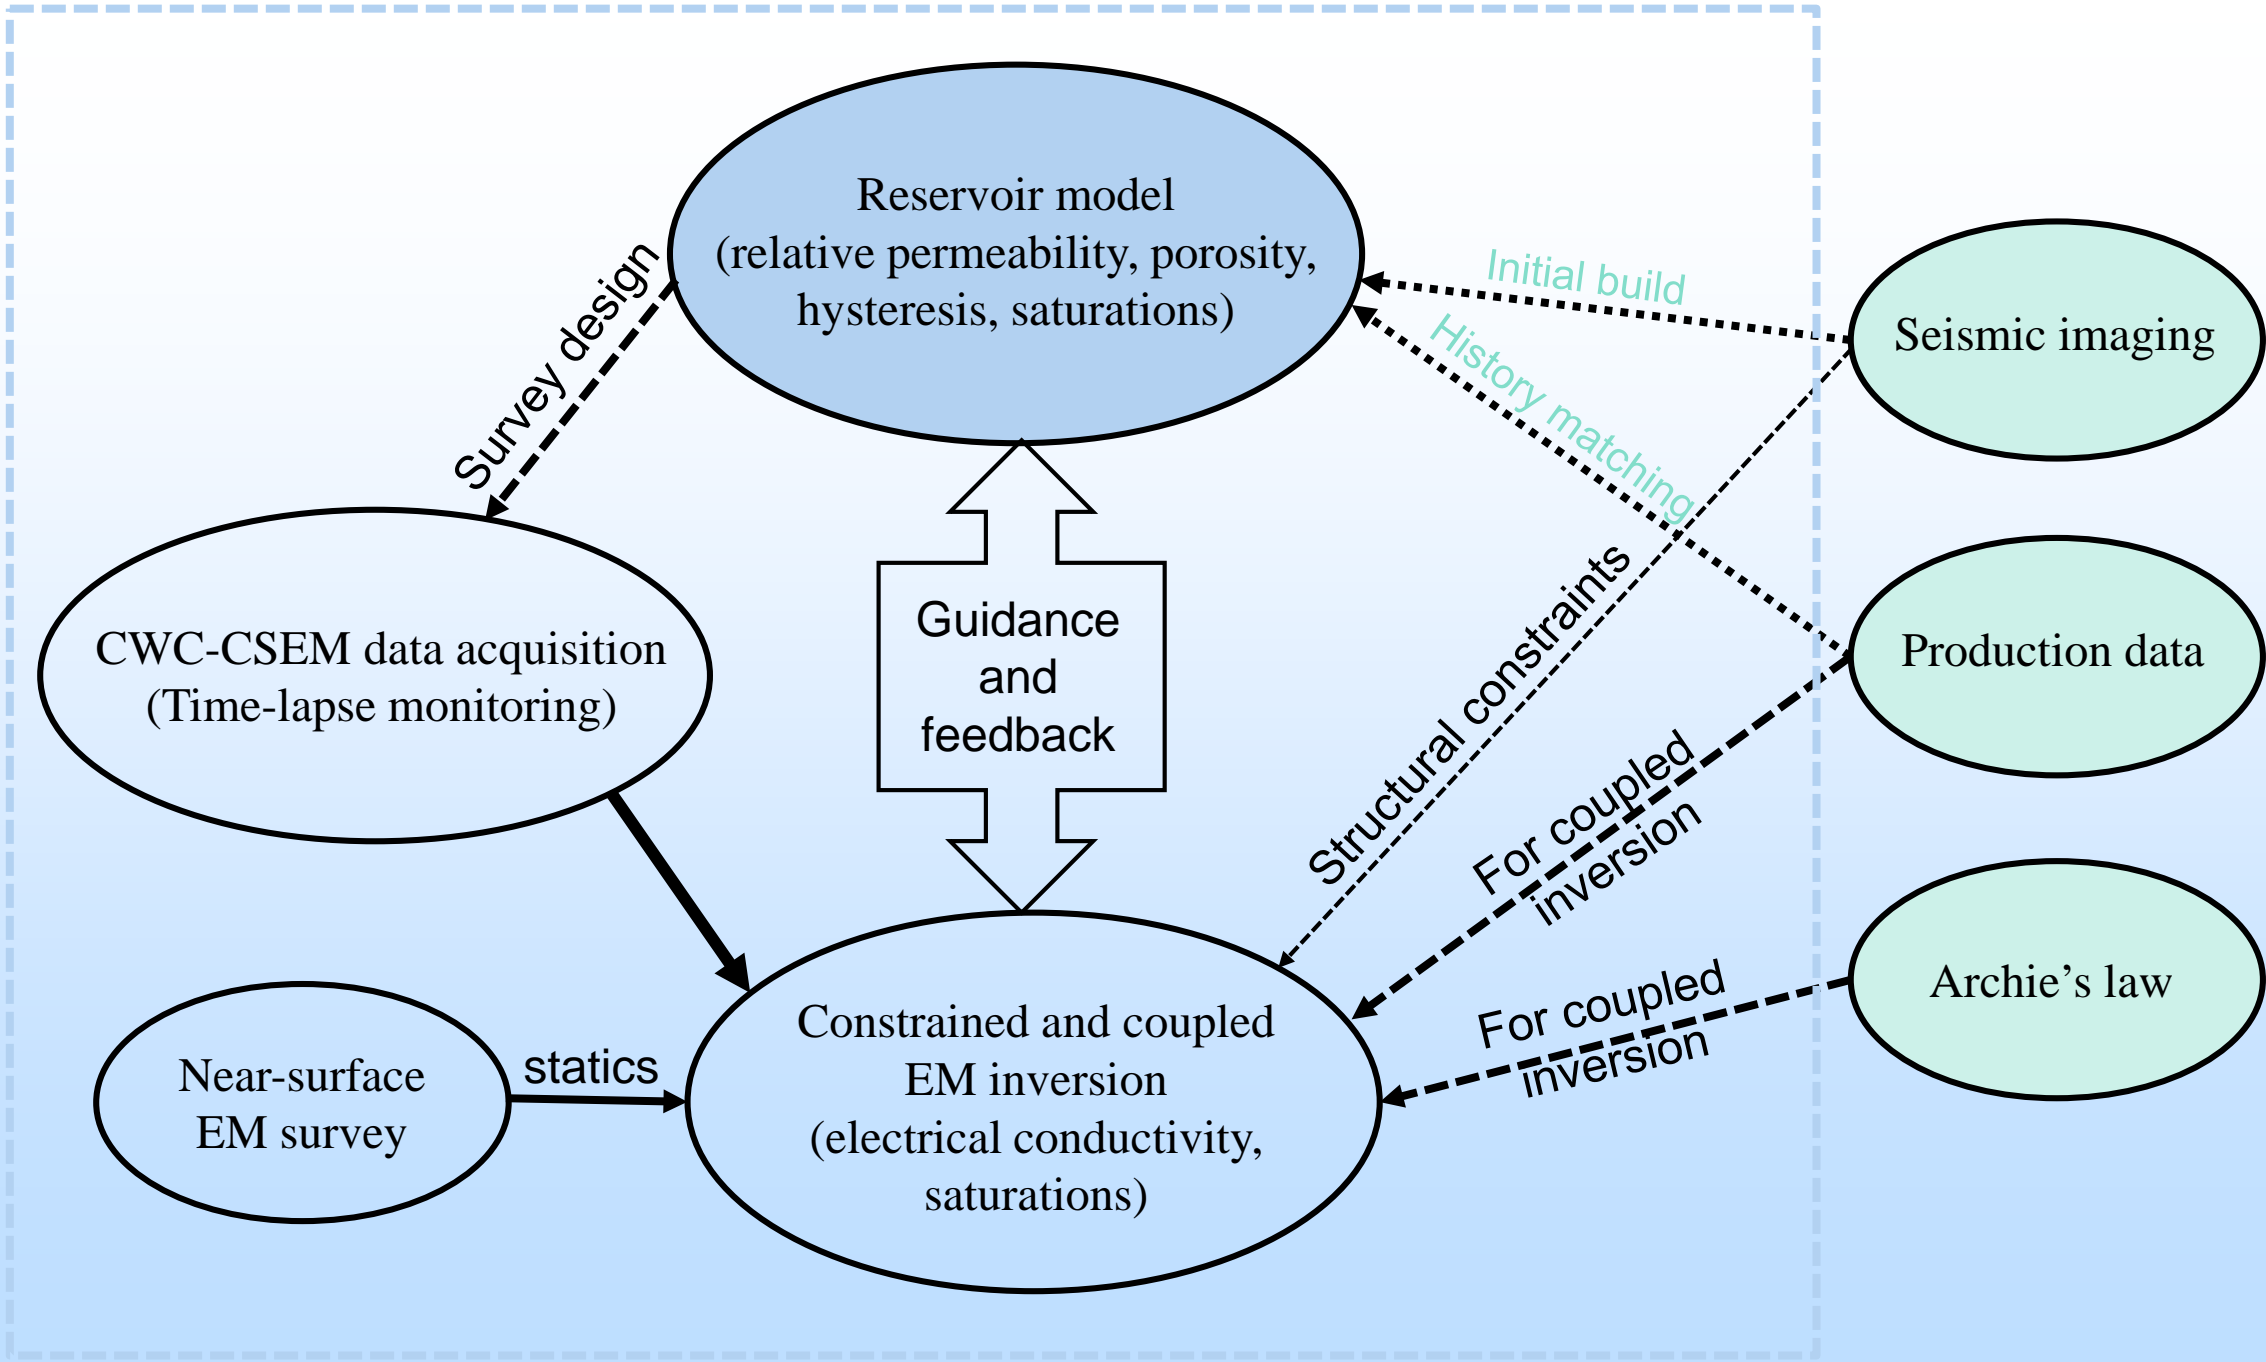 Reservoir model
(relative permeability, porosity,
hysteresis, saturations)
Initial build
Seismic imaging
History matching
Survey design
CWC-CSEM data acquisition
(Time-lapse monitoring)
Guidance
and
feedback
Structural constraints
Production data
For coupled
inversion
For coupled
inversion
Archie’s law
Near-surface
EM survey
statics
Constrained and coupled
EM inversion
(electrical conductivity,
saturations)